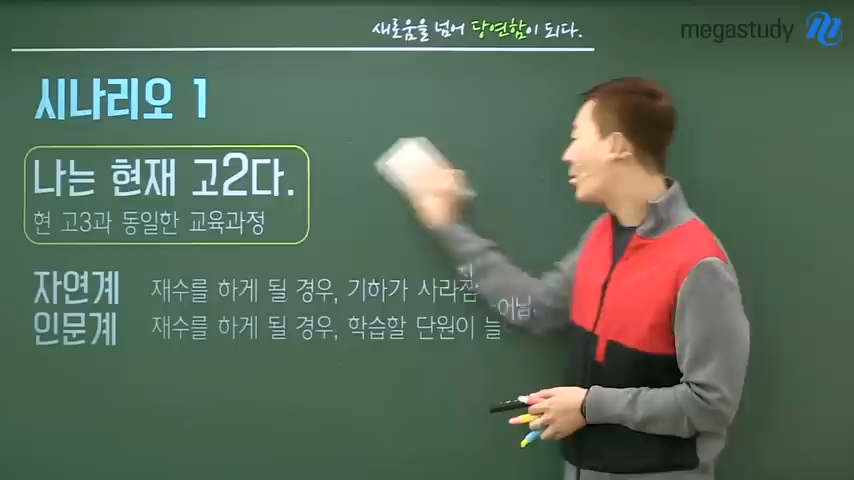 새로움을 넘어 당연함이 되다.
megastudy
시나리오 1
나는 현재 고2다.
현 고3과 동일한 교육과정
자연계 재수를 하게 될 경우, 기하가 사라짐
인문계 재수를 하게 될 경우, 학습할 단원이